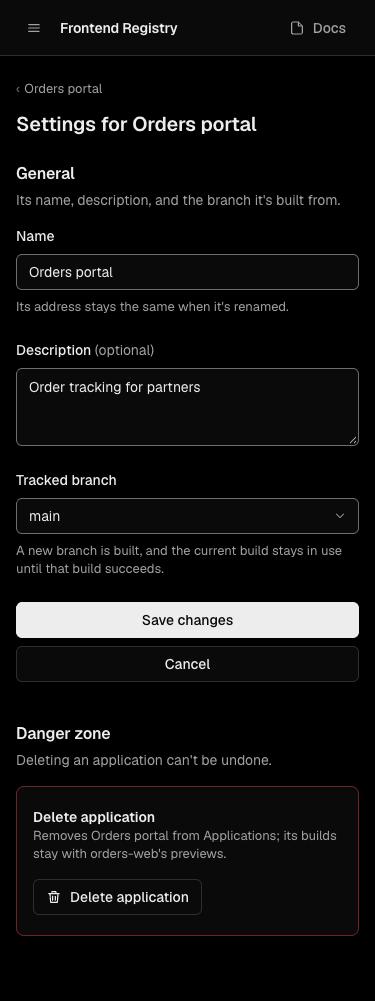 Frontend Registry
Docs
‹ Orders portal
Settings for Orders portal
General
Its name, description, and the branch it's built from.
Name
Orders portal
Its address stays the same when it's renamed.
Description (optional)
Order tracking for partners
Tracked branch
main
A new branch is built, and the current build stays in use
until that build succeeds.
Save changes
Cancel
Danger zone
Deleting an application can't be undone.
Delete application
Removes Orders portal from Applications; its builds
stay with orders-web's previews.
Delete application